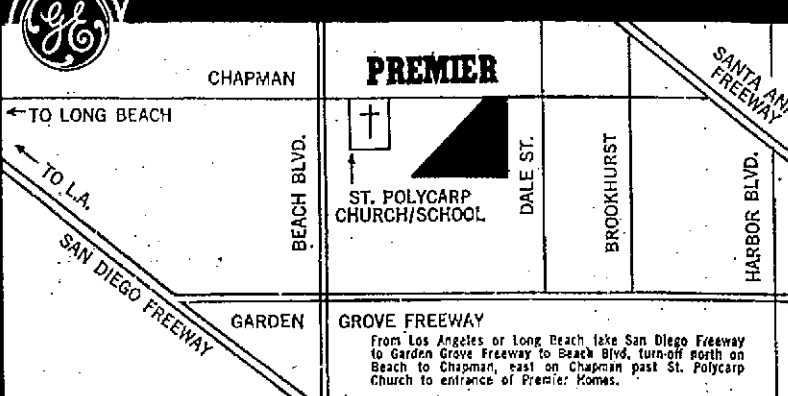 GE
CHAPMAN
PREMIER
SANTA ANA
FREEWAY
←TO LONG BEACH
TO L.A.
BEACH BLVD.
ST. POLYCARP
CHURCH/SCHOOL
DALE ST.
BROOKHURST
HARBOR BLVD.
SAN DIEGO FREEWAY
GARDEN GROVE FREEWAY
From Los Angeles or Long Beach take San Diego Freeway
to Garden Grove Freeway to Beach Blvd. turn-off north on
Beach to Chapman, east on Chapman past St. Polycarp
Church to entrance of Premier Homes.